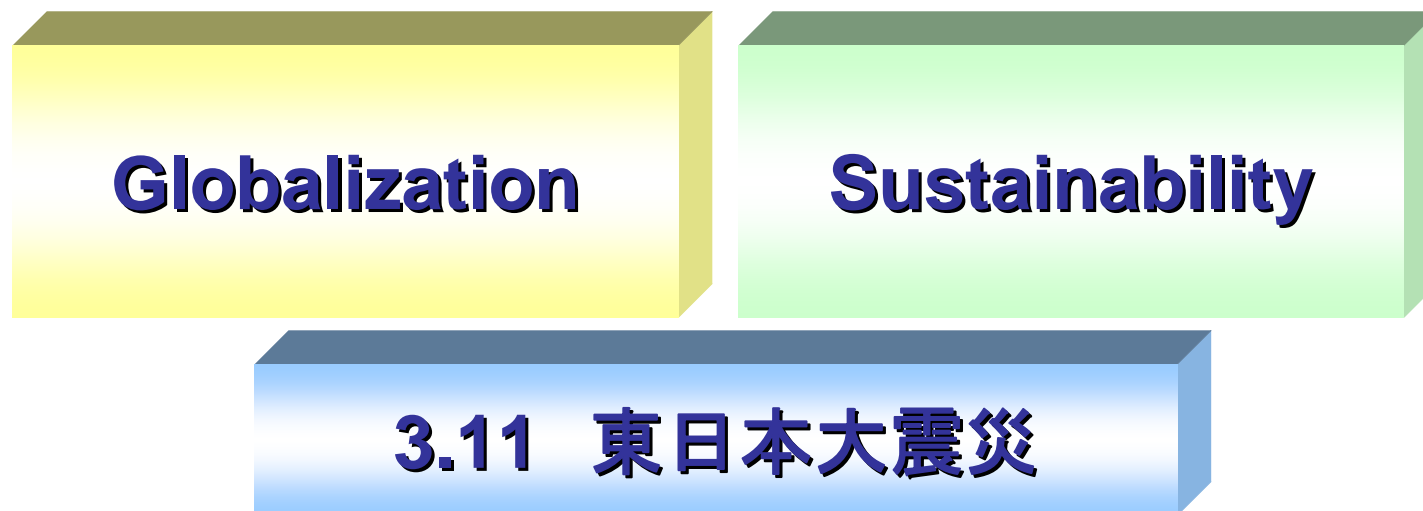 Globalization
Sustainability
3.11　東日本大震災